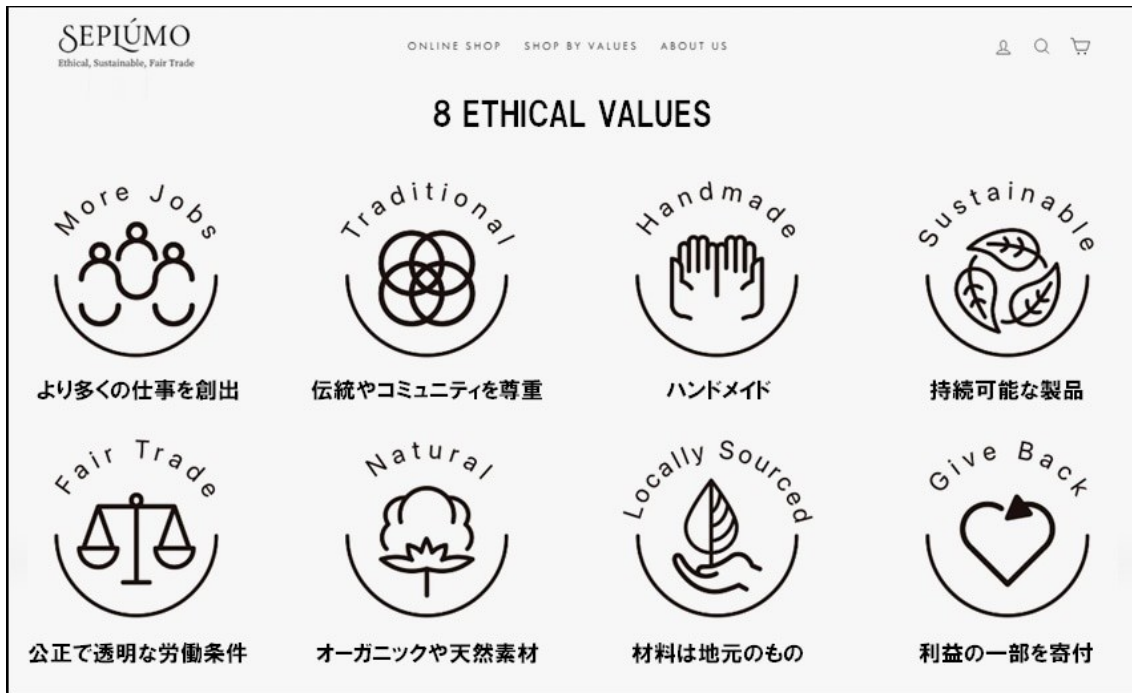 SEPLÚMO
Ethical, Sustainable, Fair Trade
ONLINE SHOP SHOP BY VALUES ABOUT US
8 ETHICAL VALUES
More Jobs
Traditional
Handmade
Sustainable
より多くの仕事を創出
伝統やコミュニティを尊重
ハンドメイド
持続可能な製品
Fair Trade
Natural
Locally Sourced
Give Back
公正で透明な労働条件
オーガニックや天然素材
材料は地元のもの
利益の一部を寄付